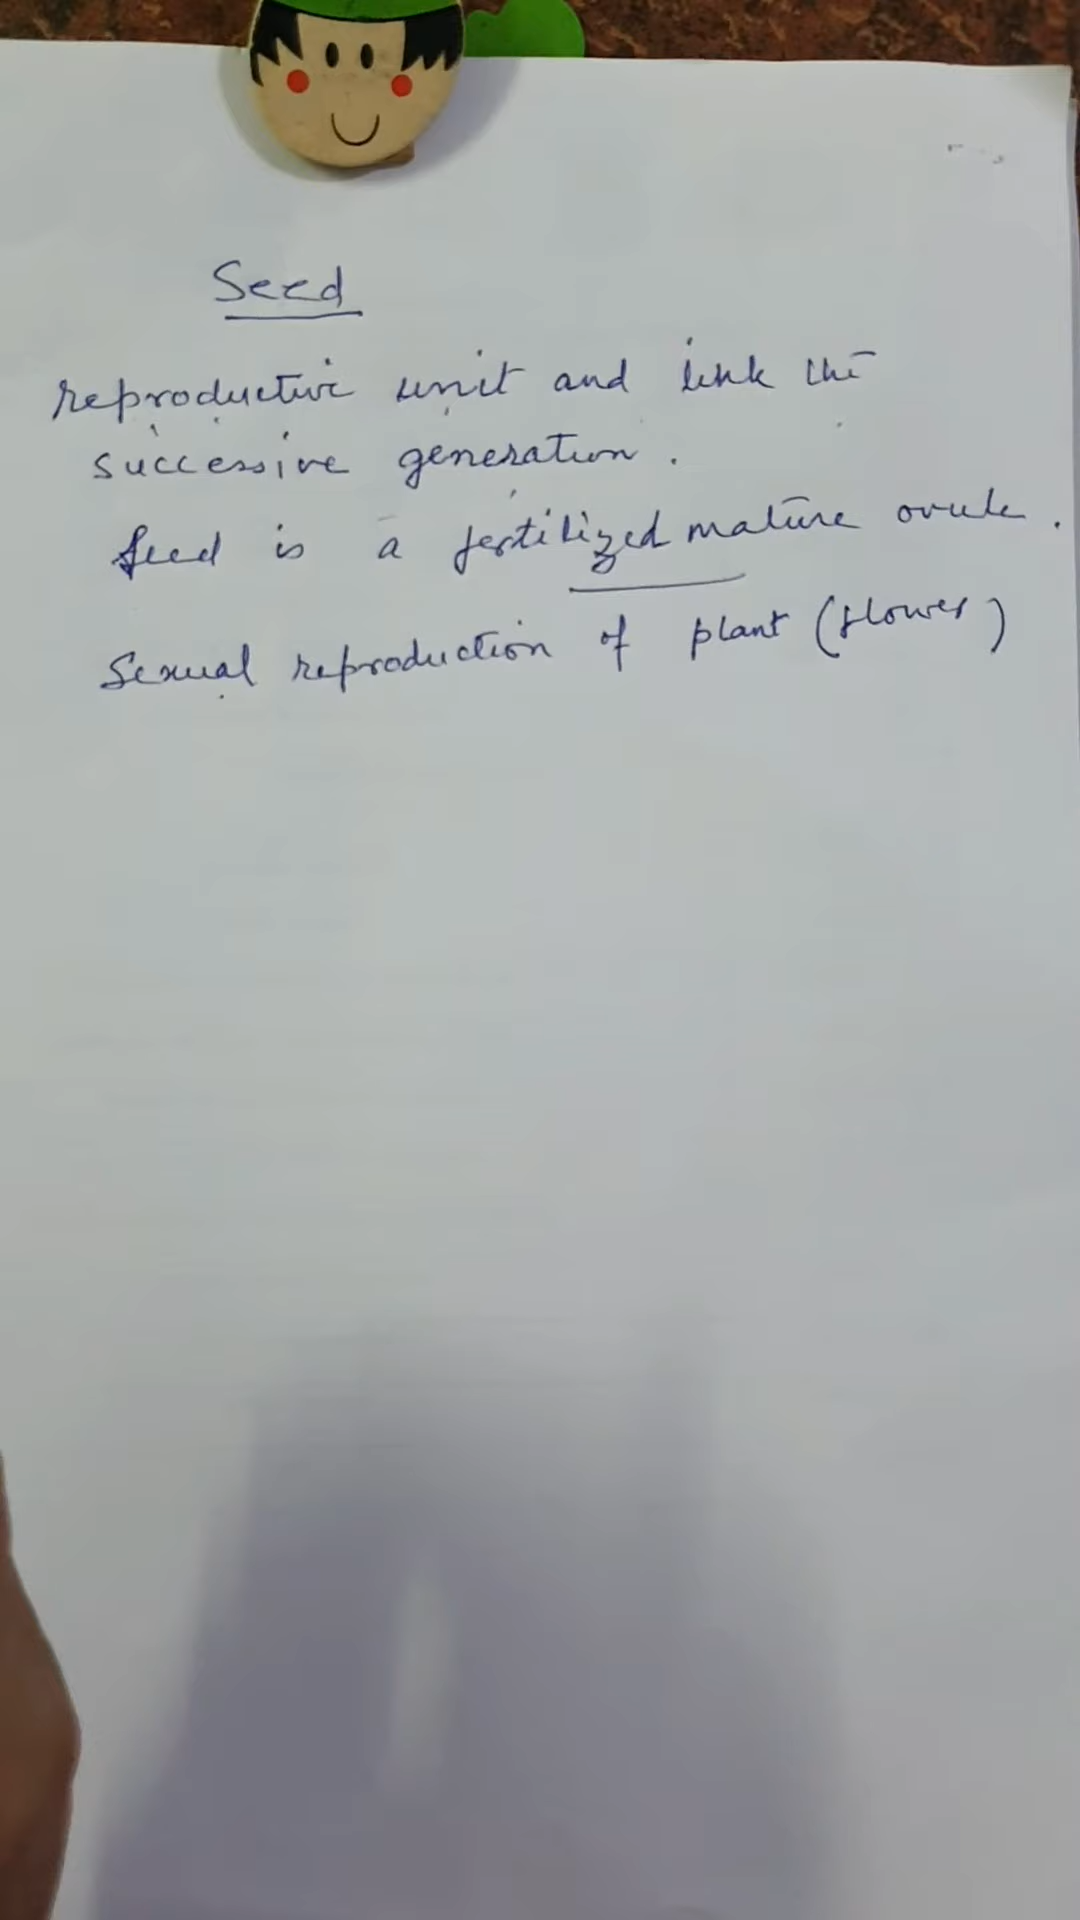 Seed
reproductive unit and link the
successive generation.
Seed is a fertilized mature ovule.
Sexual reproduction of plant (flower)